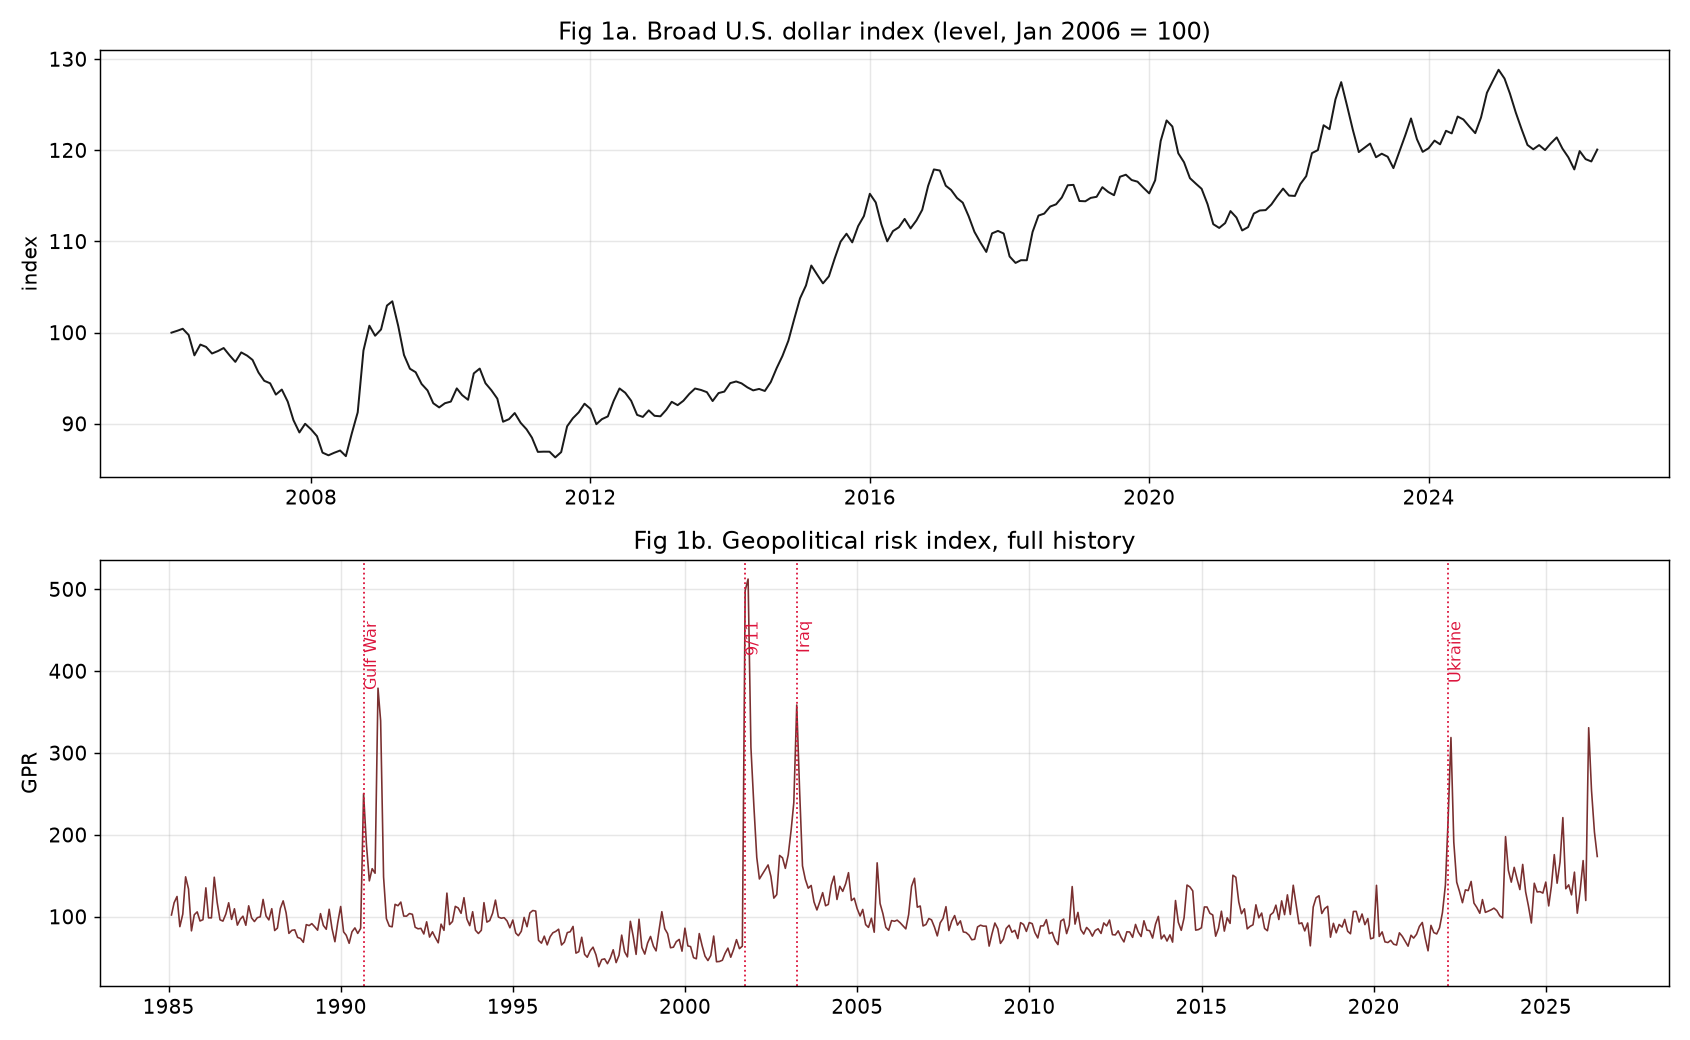 Fig 1a. Broad U.S. dollar index (level, Jan 2006 = 100)
130
120
110
100
90
index
2008 2012 2016 2020 2024
Fig 1b. Geopolitical risk index, full history
500
400
300
200
100
GPR
Gulf War
9/11
Iraq
Ukraine
1985 1990 1995 2000 2005 2010 2015 2020 2025